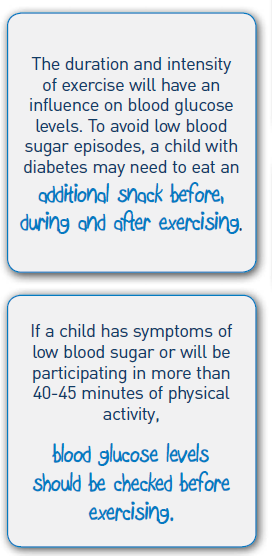 The duration and intensity
of exercise will have an
influence on blood glucose
levels. To avoid low blood
sugar episodes, a child with
diabetes may need to eat an
additional snack before,
during and after exercising.
If a child has symptoms of
low blood sugar or will be
participating in more than
40-45 minutes of physical
activity,
blood glucose levels
should be checked before
exercising.